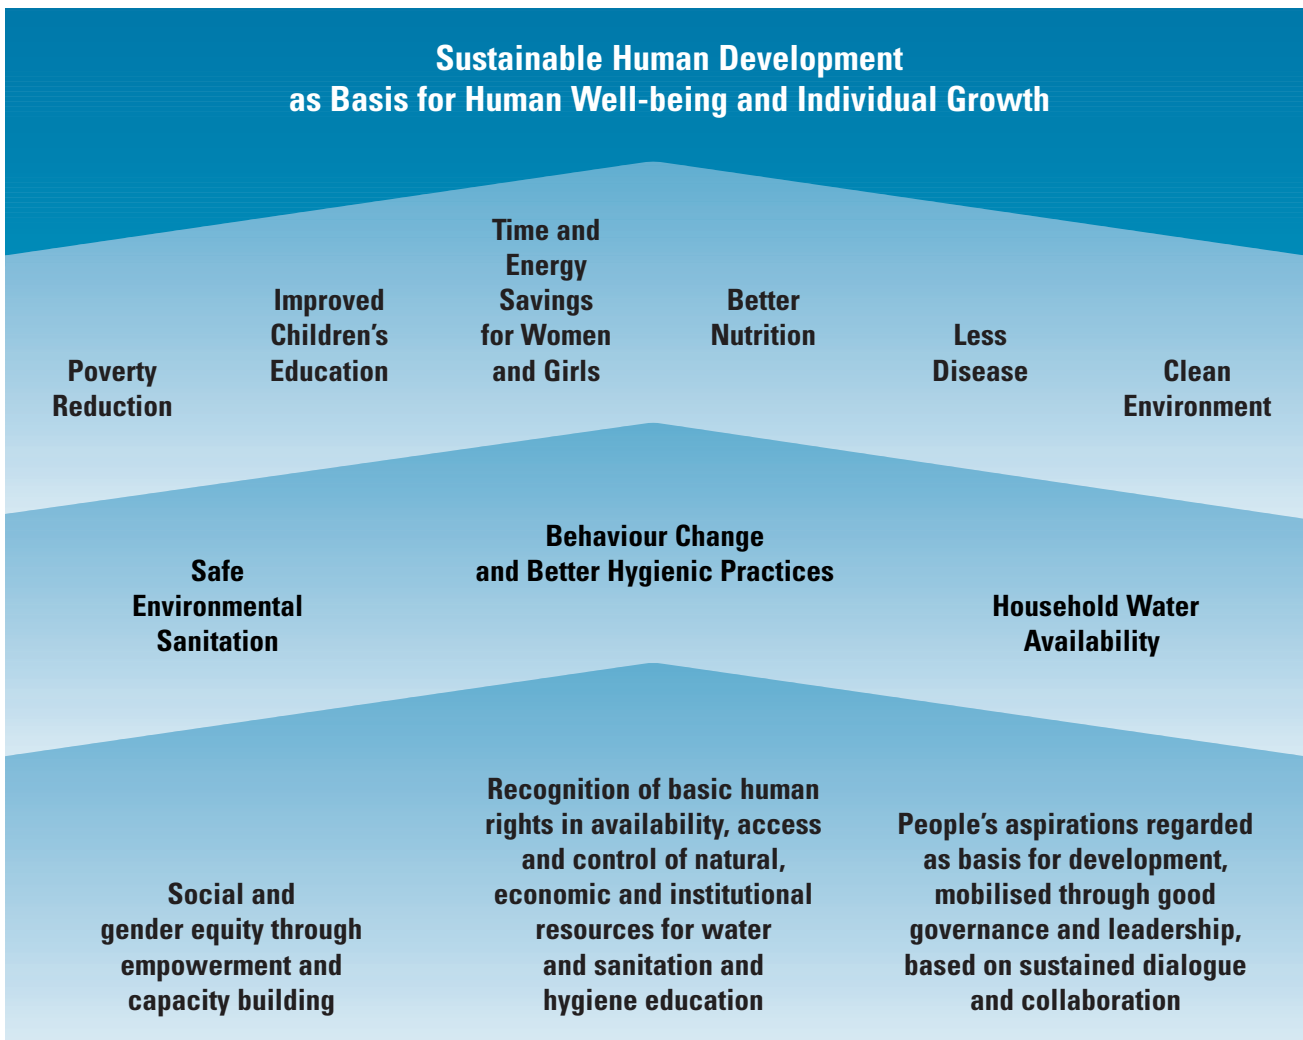 Sustainable Human Development
as Basis for Human Well-being and Individual Growth
Poverty
Reduction
Improved
Children's
Education
Time and
Energy
Savings
for Women
and Girls
Better
Nutrition
Less
Disease
Clean
Environment
Safe
Environmental
Sanitation
Behaviour Change
and Better Hygienic Practices
Household Water
Availability
Social and
gender equity through
empowerment and
capacity building
Recognition of basic human
rights in availability, access
and control of natural,
economic and institutional
resources for water
and sanitation and
hygiene education
People's aspirations regarded
as basis for development,
mobilised through good
governance and leadership,
based on sustained dialogue
and collaboration